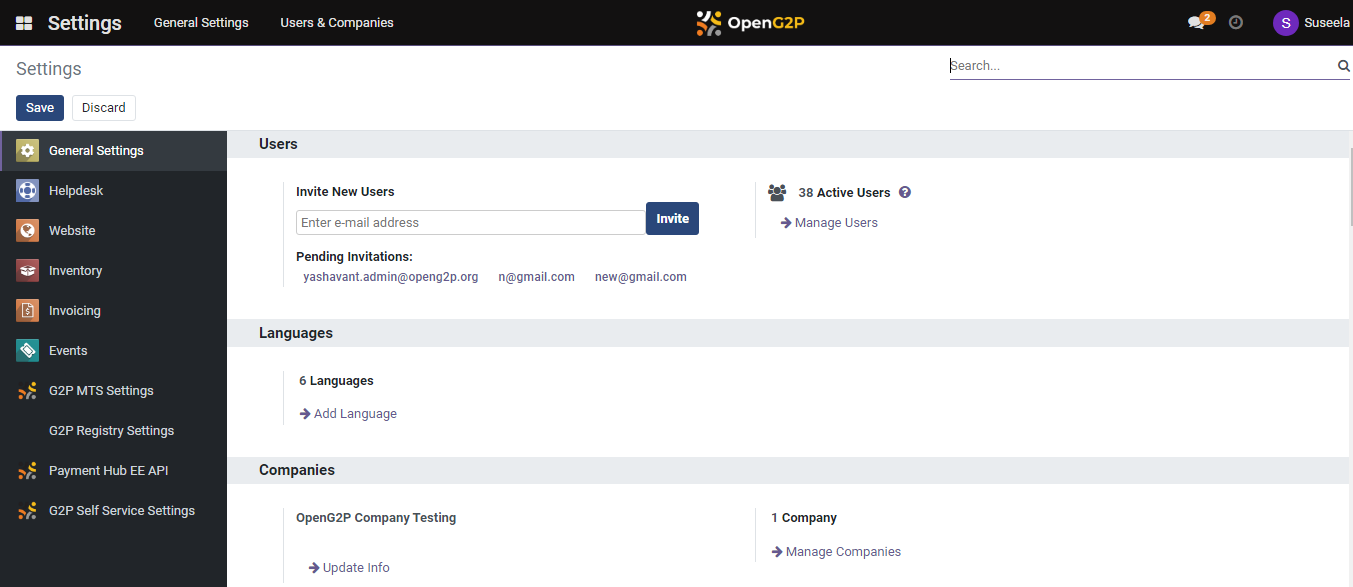 Settings General Settings Users & Companies OpenG2P 2 S Suseela
Settings Search...
Save Discard
General Settings
Helpdesk
Website
Inventory
Invoicing
Events
G2P MTS Settings
G2P Registry Settings
Payment Hub EE API
G2P Self Service Settings
Users
Invite New Users
Enter e-mail address Invite
Pending Invitations:
yashavant.admin@openg2p.org n@gmail.com new@gmail.com
38 Active Users ?
Manage Users
Languages
6 Languages
Add Language
Companies
OpenG2P Company Testing
Update Info
1 Company
Manage Companies